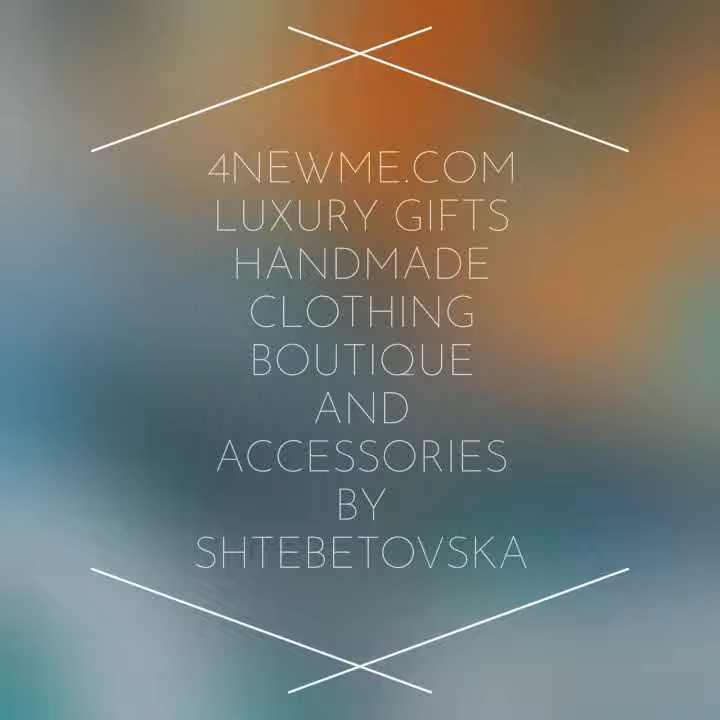 4NEWME.COM
LUXURY GIFTS
HANDMADE
CLOTHING
BOUTIQUE
AND
ACCESSORIES
BY
SHTEBETOVSKA